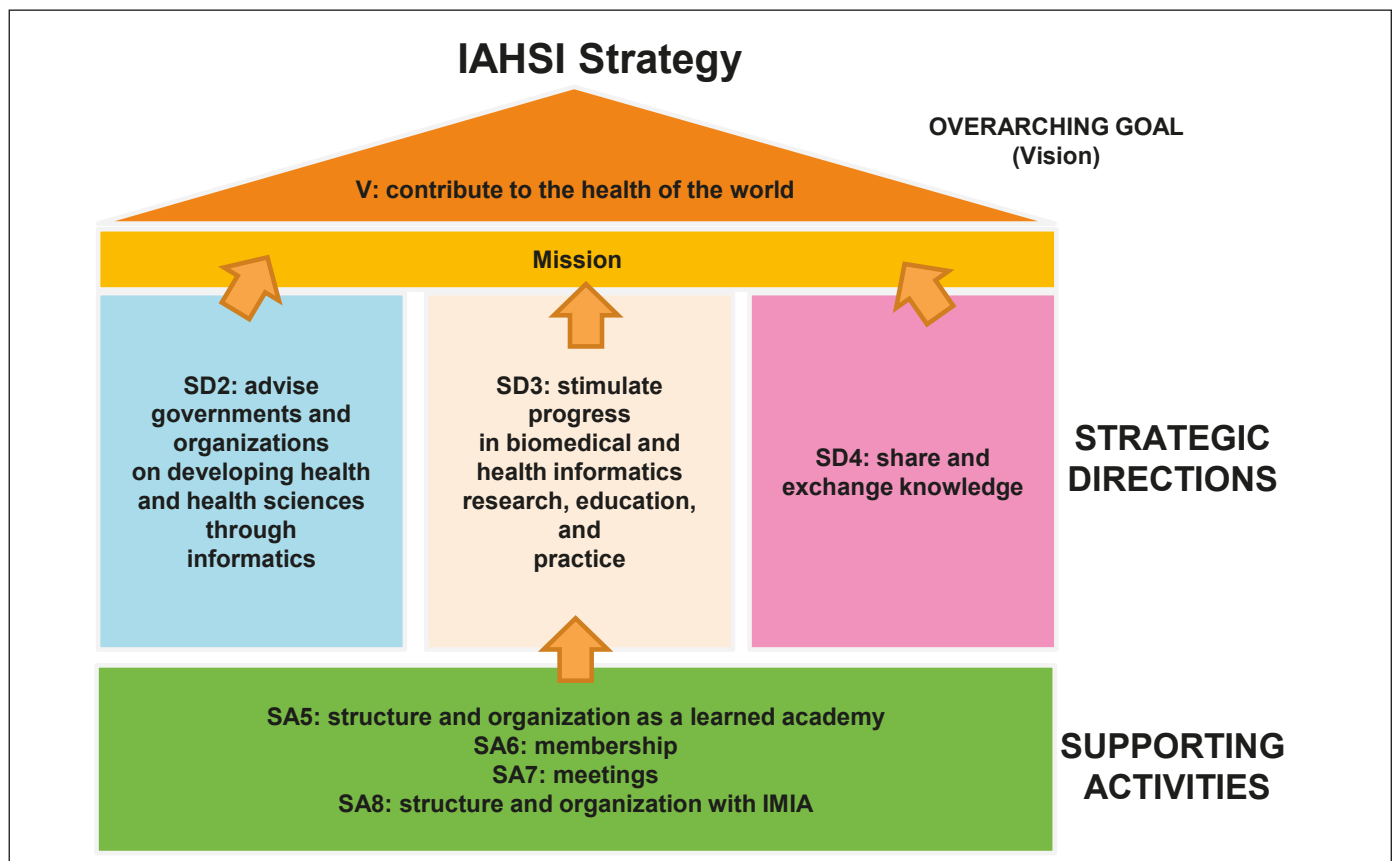 IAHSI Strategy
OVERARCHING GOAL
(Vision)
V: contribute to the health of the world
Mission
SD2: advise
governments and
organizations
on developing health
and health sciences
through
informatics
SD3: stimulate
progress
in biomedical and
health informatics
research, education,
and
practice
SD4: share and
exchange knowledge
STRATEGIC
DIRECTIONS
SA5: structure and organization as a learned academy
SA6: membership
SA7: meetings
SA8: structure and organization with IMIA
SUPPORTING
ACTIVITIES